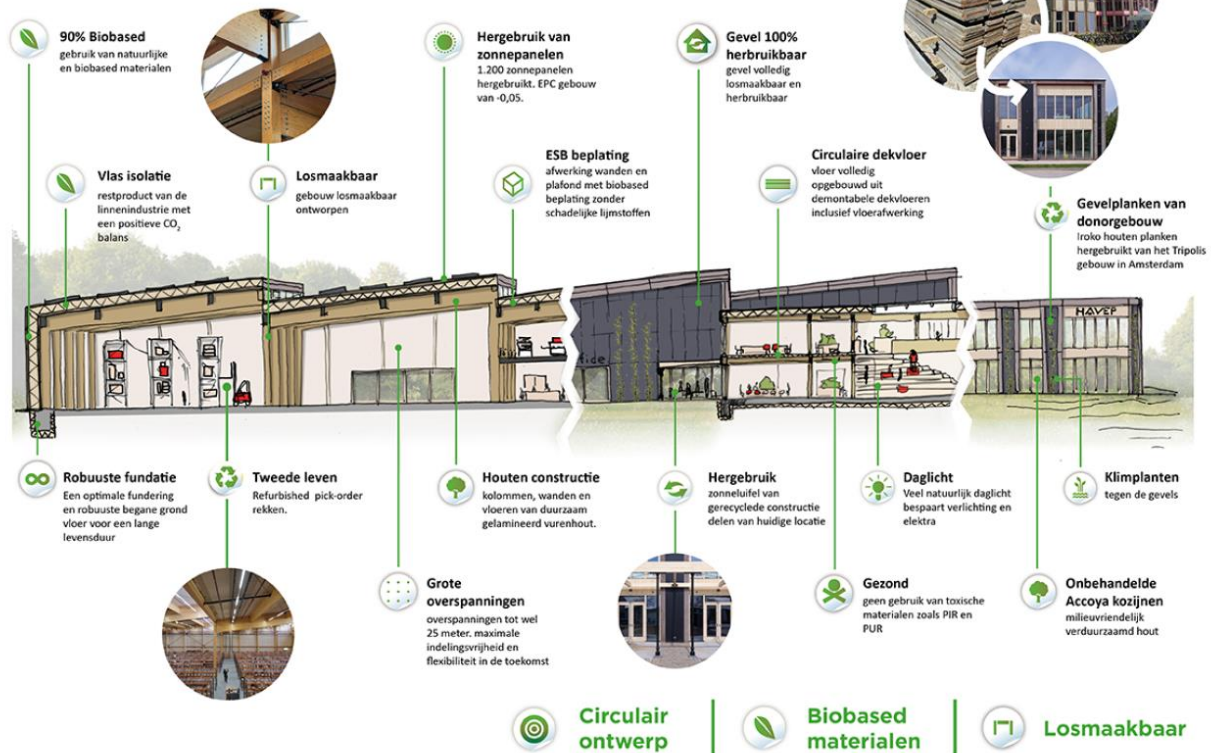 90% Biobased
gebruik van natuurlijke
en biobased materialen
Hergebruik van
zonnepanelen
1.200 zonnepanelen
hergebruikt. EPC gebouw
van -0,05.
Gevel 100%
herbruikbaar
gevel volledig
losmaakbaar en
herbruikbaar
Vlas isolatie
restproduct van de
linnenindustrie met
een positieve CO₂
balans
Losmaakbaar
gebouw losmaakbaar
ontworpen
ESB beplating
afwerking wanden en
plafond met biobased
beplating zonder
schadelijke lijmstoffen
Circulaire dekvloer
vloer volledig
opgebouwd uit
demontabele dekvloeren
inclusief vloerafwerking
Gevelplanken van
donorgebouw
Iroko houten planken
hergebruikt van het Tripolis
gebouw in Amsterdam
HAVEP
fice
Robuuste fundatie
Een optimale fundering
en robuuste begane grond
vloer voor een lange
levensduur
Tweede leven
Refurbished pick-order
rekken.
Houten constructie
kolommen, wanden en
vloeren van duurzaam
gelamineerd vurenhout.
Hergebruik
zonneluifel van
gerecyclede constructie
delen van huidige locatie
Daglicht
Veel natuurlijk daglicht
bespaart verlichting en
elektra
Klimplanten
tegen de gevels
Grote
overspanningen
overspanningen tot wel
25 meter. maximale
indelingsvrijheid en
flexibiliteit in de toekomst
Gezond
geen gebruik van toxische
materialen zoals PIR en
PUR
Onbehandelde
Accoya kozijnen
milieuvriendelijk
verduurzaamd hout
Circulair
ontwerp
Biobased
materialen
Losmaakbaar